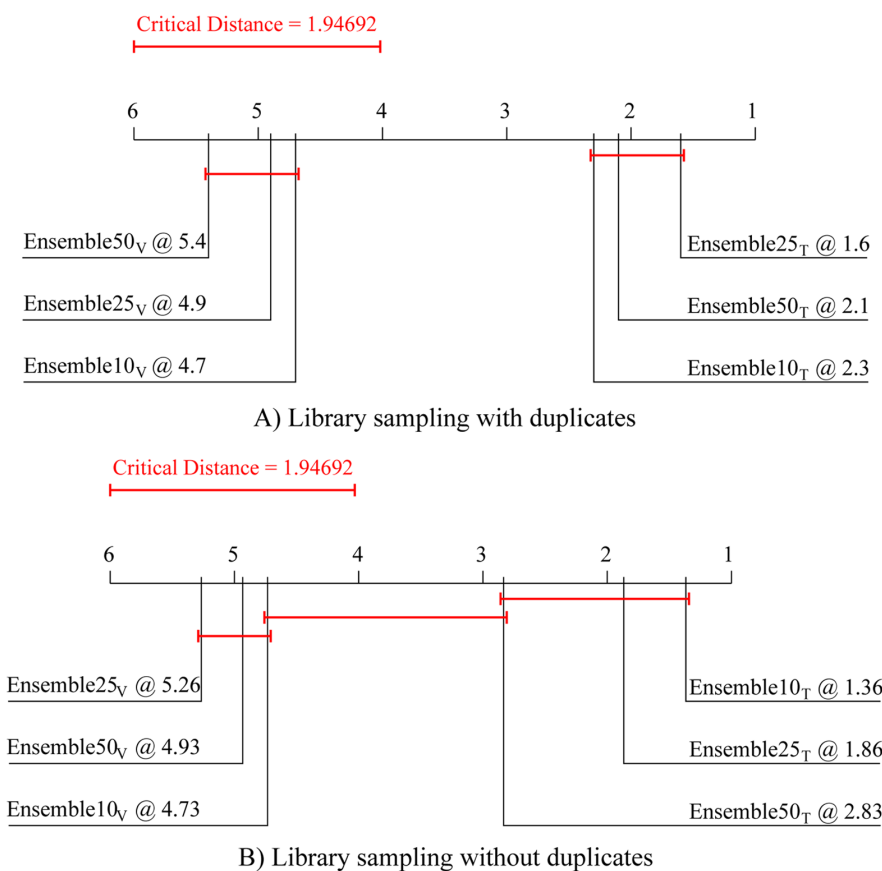 Critical Distance = 1.94692
6 5 4 3 2 1
Ensemble50V @ 5.4
Ensemble25T @ 1.6
Ensemble25V @ 4.9
Ensemble50T @ 2.1
Ensemble10V @ 4.7
Ensemble10T @ 2.3
A) Library sampling with duplicates
Critical Distance = 1.94692
6 5 4 3 2 1
Ensemble25V @ 5.26
Ensemble10T @ 1.36
Ensemble50V @ 4.93
Ensemble25T @ 1.86
Ensemble10V @ 4.73
Ensemble50T @ 2.83
B) Library sampling without duplicates